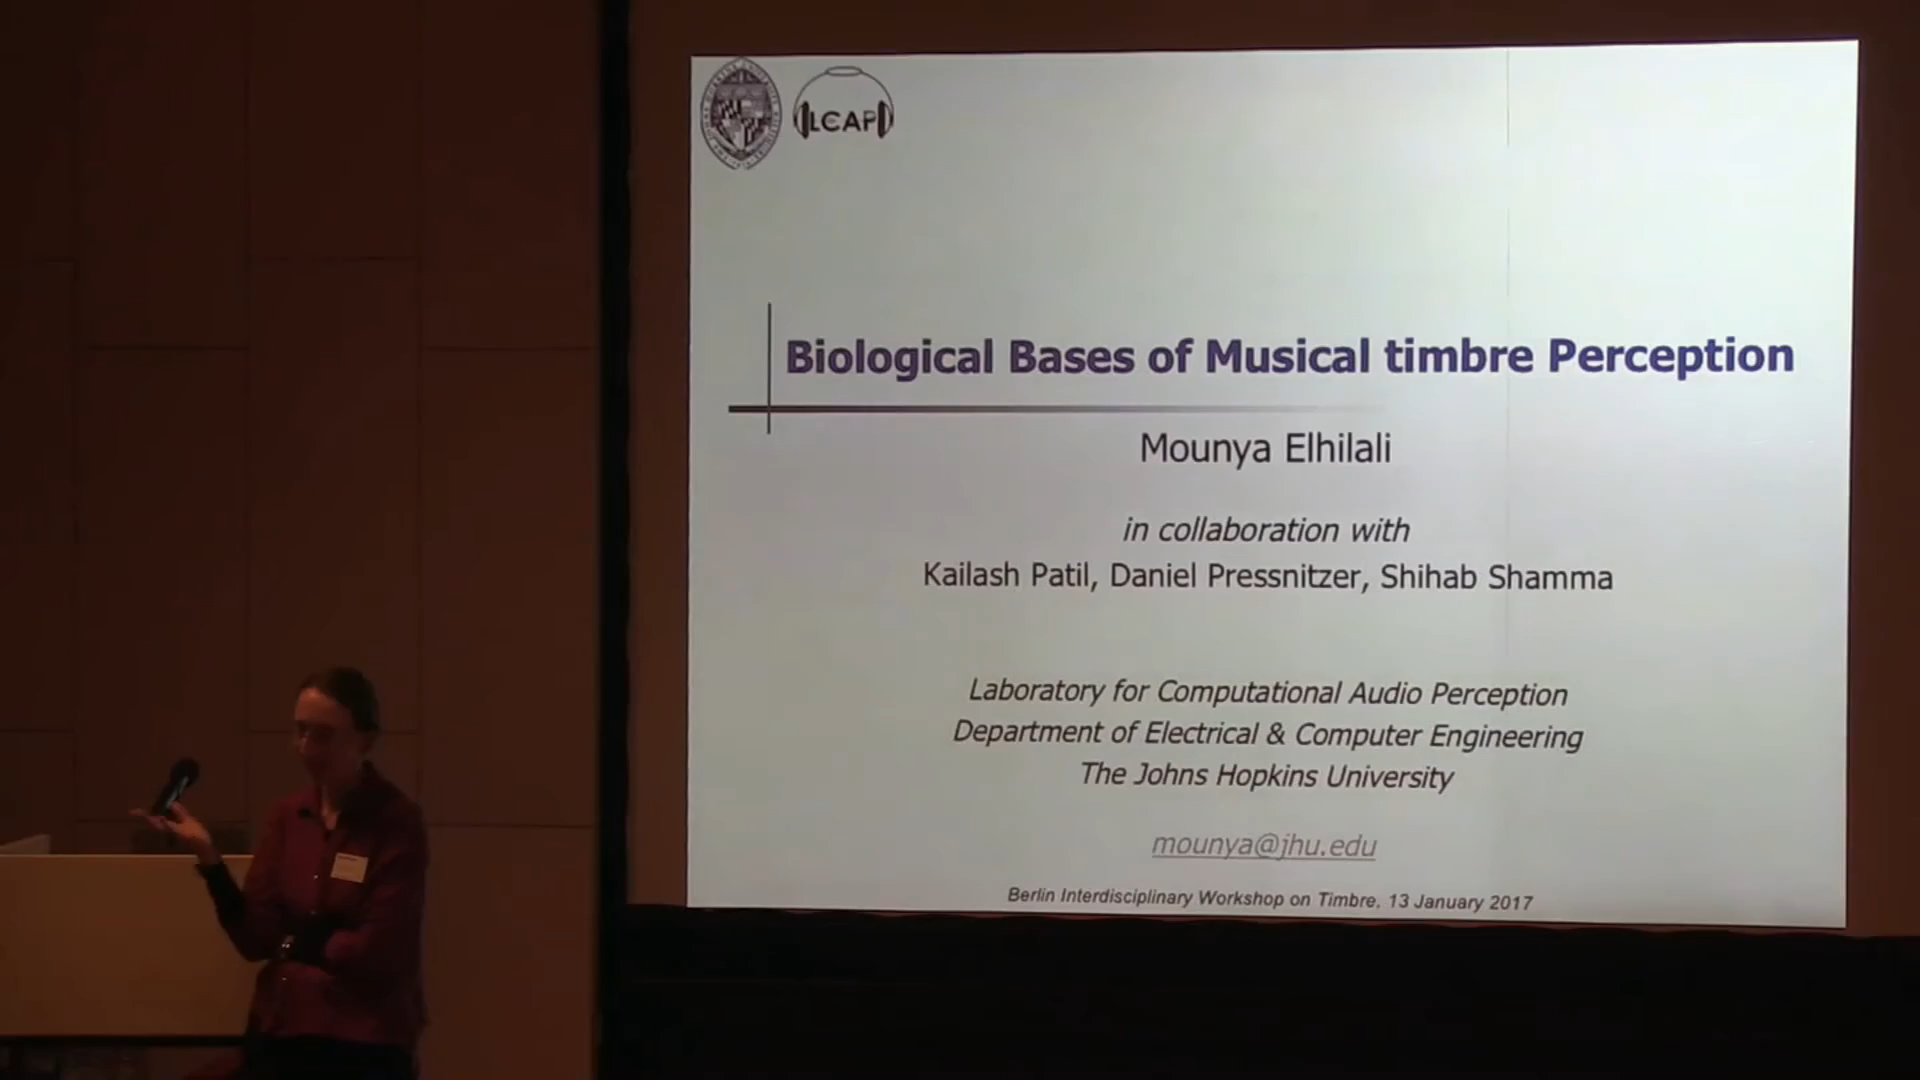 LCAP
Biological Bases of Musical timbre Perception
Mounya Elhilali
in collaboration with
Kailash Patil, Daniel Pressnitzer, Shihab Shamma
Laboratory for Computational Audio Perception
Department of Electrical & Computer Engineering
The Johns Hopkins University
mounya@jhu.edu
Berlin Interdisciplinary Workshop on Timbre, 13 January 2017